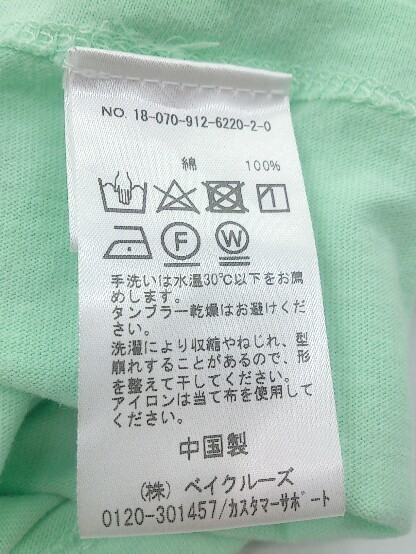 NO. 18-070-912-6220-2-0
綿 100%
F W
手洗いは水温30℃以下をお薦
めします。
タンブラー乾燥はお避けくだ
さい。
洗濯により収縮やねじれ、型
崩れすることがあるので、形
を整えて干してください。
アイロンは当て布を使用して
ください。
中国製
(株) ベイクルーズ
0120-301457/カスタマーサポート